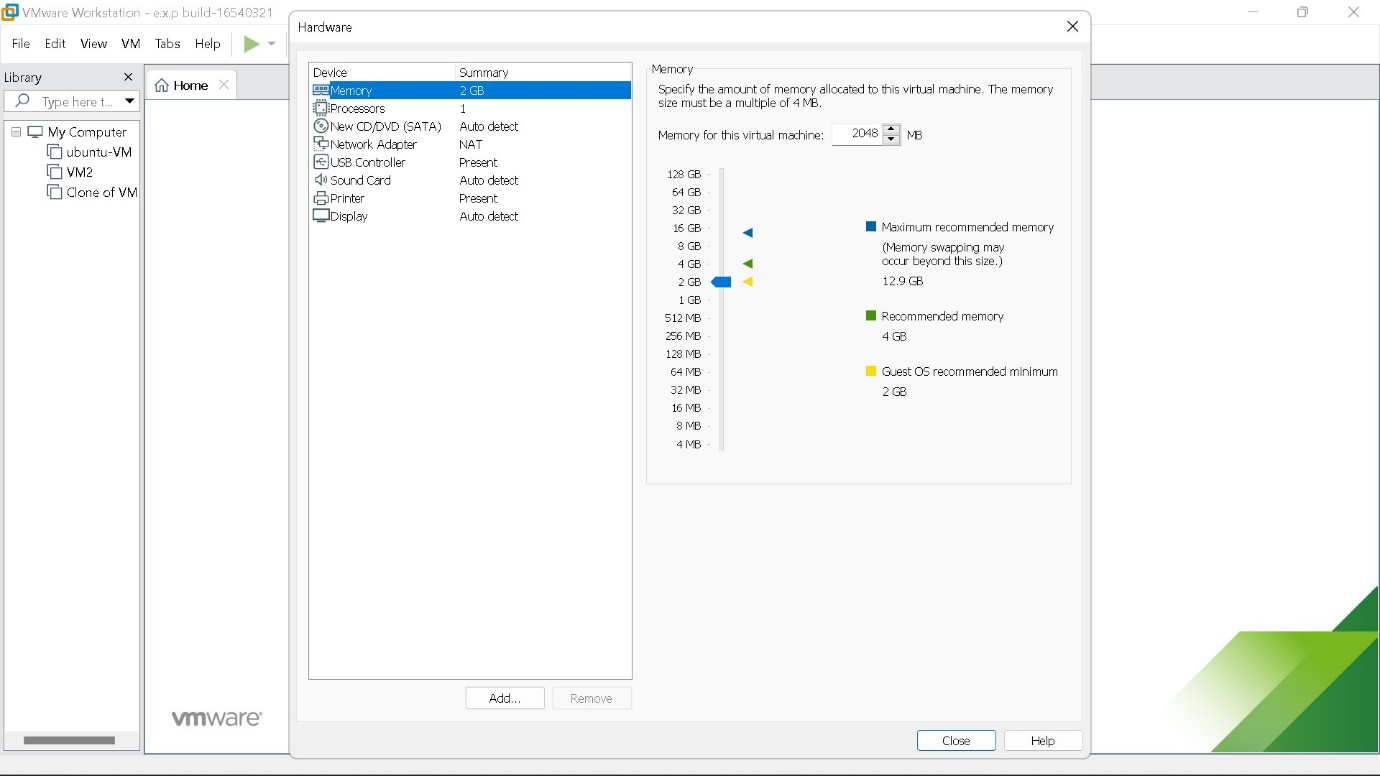 VMware Workstation - e.x.p build-16540321
File Edit View VM Tabs Help
Library
Type here t...
My Computer
ubuntu-VM
VM2
Clone of VM
Home
vmware®
Hardware
Device Summary
Memory 2 GB
Processors 1
New CD/DVD (SATA) Auto detect
Network Adapter NAT
USB Controller Present
Sound Card Auto detect
Printer Present
Display Auto detect
Add... Remove
Memory
Specify the amount of memory allocated to this virtual machine. The memory
size must be a multiple of 4 MB.
Memory for this virtual machine: 2048 MB
128 GB
64 GB
32 GB
16 GB
8 GB
4 GB
2 GB
1 GB
512 MB
256 MB
128 MB
64 MB
32 MB
16 MB
8 MB
4 MB
Maximum recommended memory
(Memory swapping may
occur beyond this size.)
12.9 GB
Recommended memory
4 GB
Guest OS recommended minimum
2 GB
Close Help